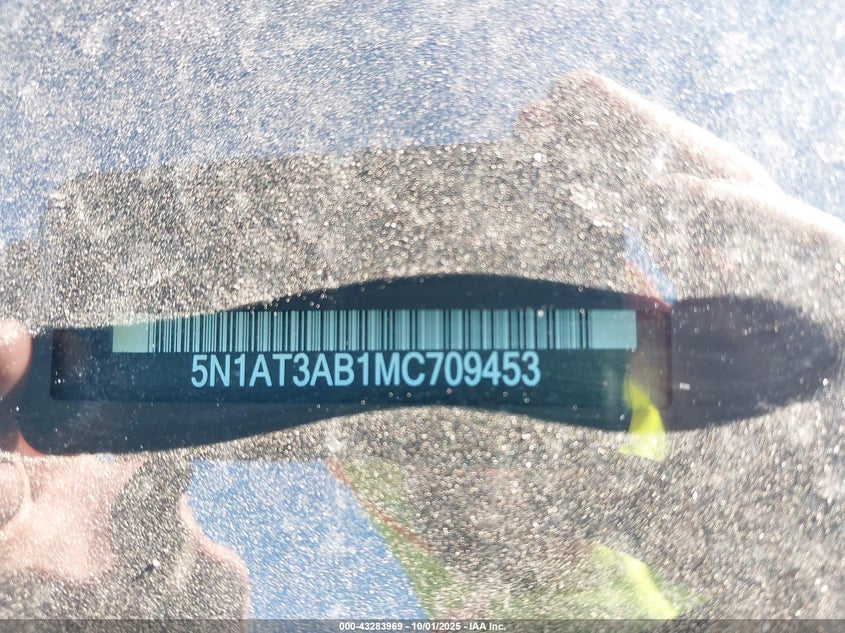 5N1AT3AB1MC709453
000-43283969 - 10/01/2025 - IAA Inc.